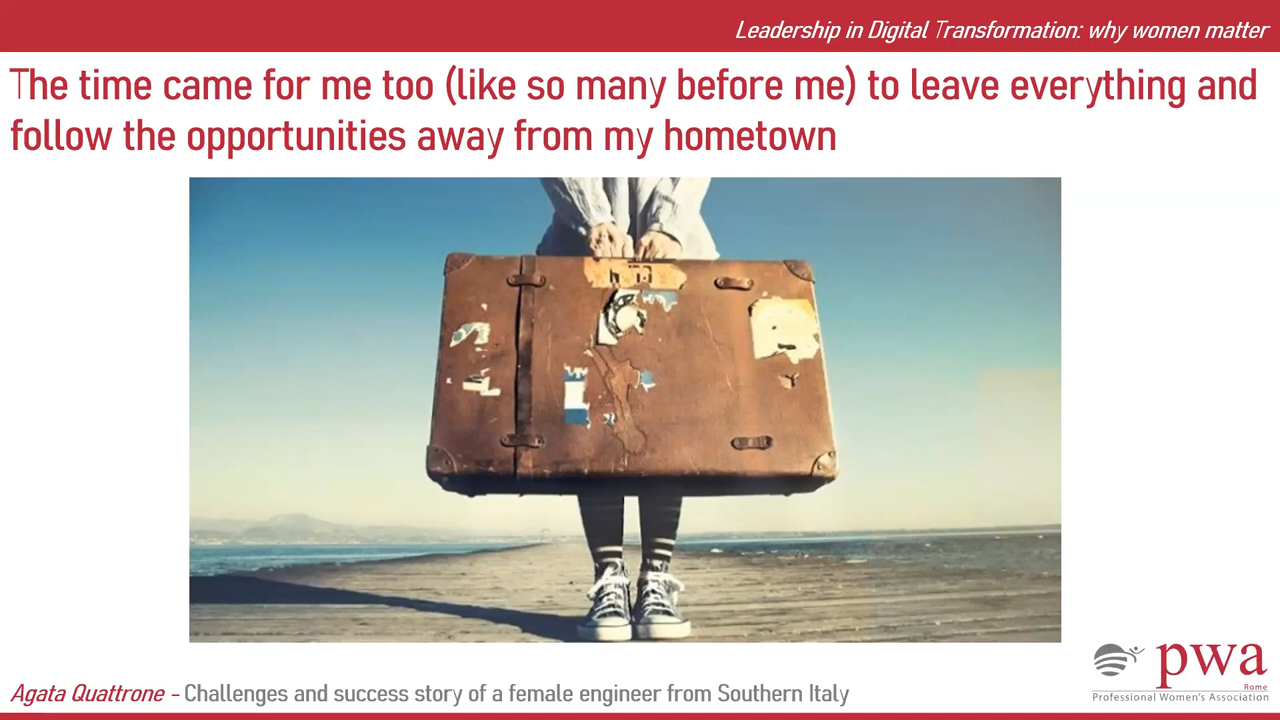 Leadership in Digital Transformation: why women matter
The time came for me too (like so many before me) to leave everything and
follow the opportunities away from my hometown
Agata Quattrone - Challenges and success story of a female engineer from Southern Italy
pwa
Rome
Professional Women's Association